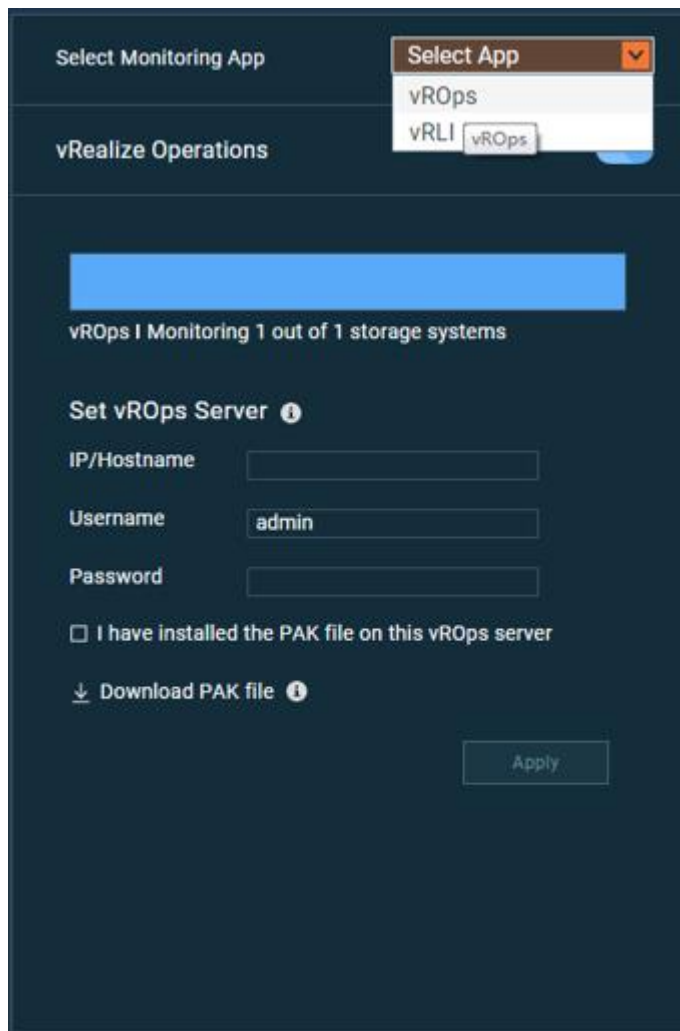 Select Monitoring App
Select App
vROps
vRLI
vROps
vRealize Operations
vROps I Monitoring 1 out of 1 storage systems
Set vROps Server
IP/Hostname
Username
admin
Password
I have installed the PAK file on this vROps server
Download PAK file
Apply